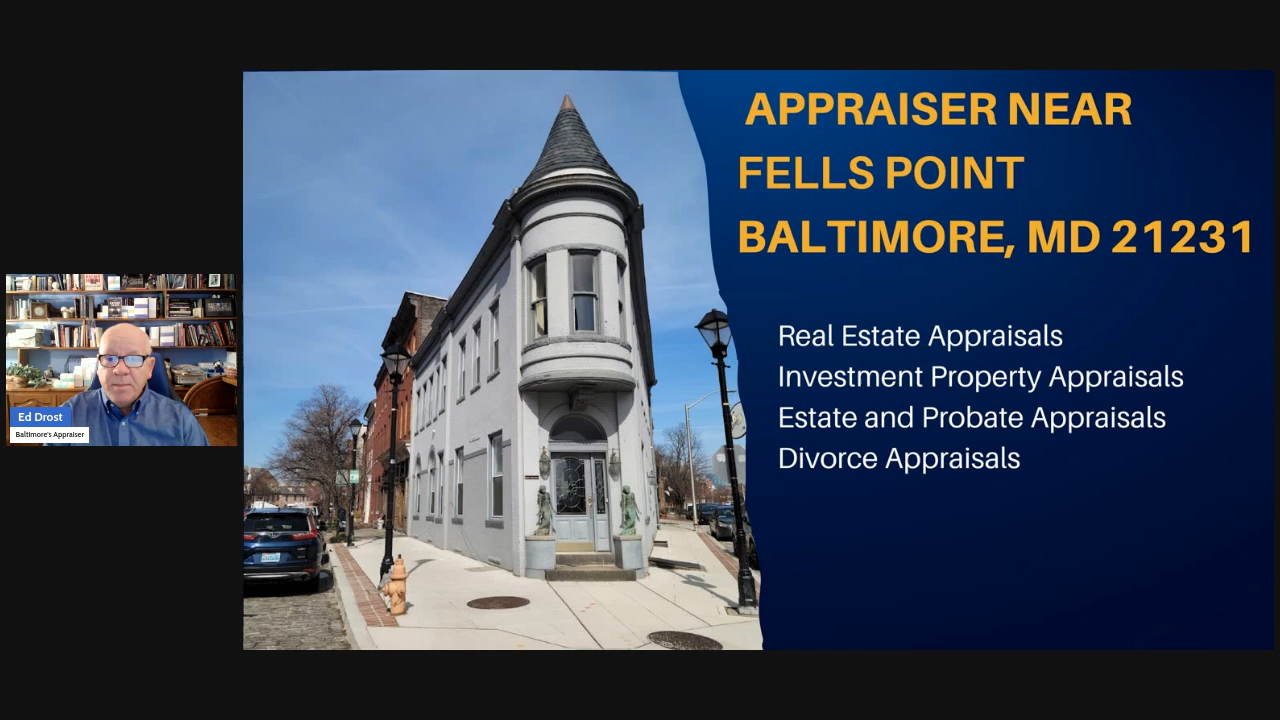 APPRAISER NEAR
FELLS POINT
BALTIMORE, MD 21231
Real Estate Appraisals
Investment Property Appraisals
Estate and Probate Appraisals
Divorce Appraisals
Ed Drost
Baltimore's Appraiser